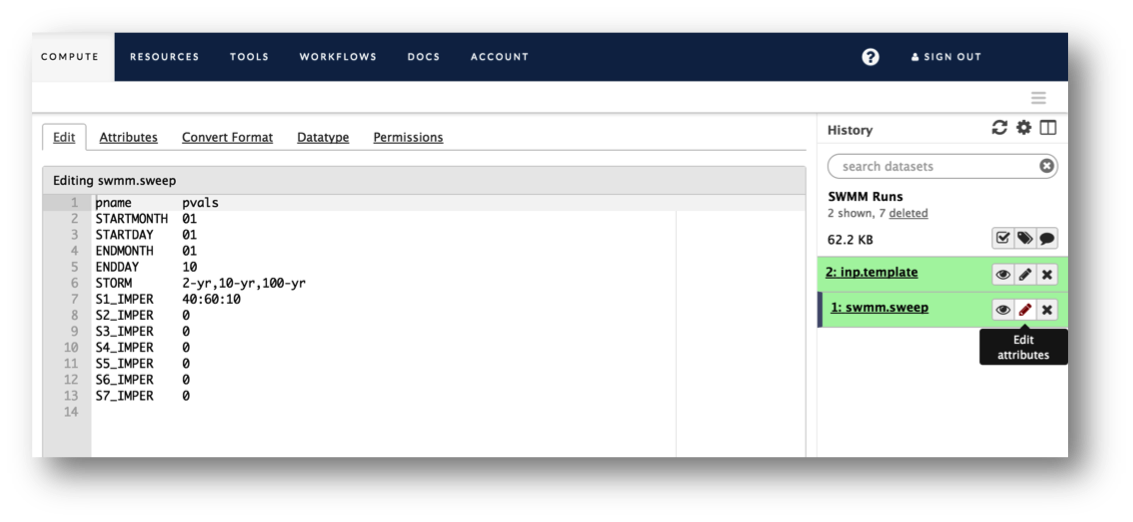 COMPUTE RESOURCES TOOLS WORKFLOWS DOCS ACCOUNT ? SIGN OUT
Edit Attributes Convert Format Datatype Permissions
Editing swmm.sweep
1 pname pvals
2 STARTMONTH 01
3 STARTDAY 01
4 ENDMONTH 01
5 ENDDAY 10
6 STORM 2-yr,10-yr,100-yr
7 S1_IMPER 40:60:10
8 S2_IMPER 0
9 S3_IMPER 0
10 S4_IMPER 0
11 S5_IMPER 0
12 S6_IMPER 0
13 S7_IMPER 0
14
History
search datasets
SWMM Runs
2 shown, 7 deleted
62.2 KB
2: inp.template
1: swmm.sweep
Edit
attributes